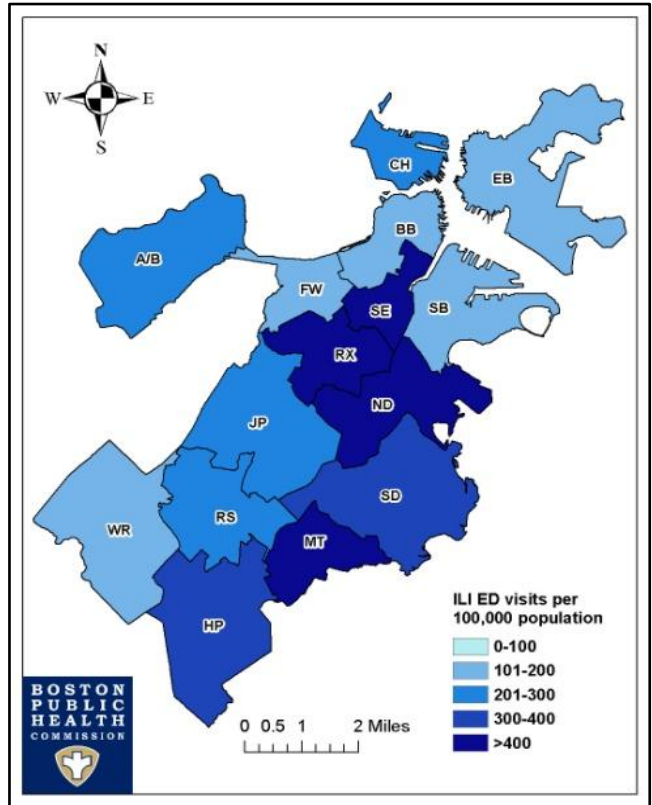 N
W E
S
CH
EB
BB
A/B
FW
SE
SB
RX
ND
JP
SD
RS
WR
MT
HP
ILI ED visits per
100,000 population
0-100
101-200
201-300
300-400
>400
BOSTON
PUBLIC
HEALTH
COMMISSION
0 0.5 1 2 Miles